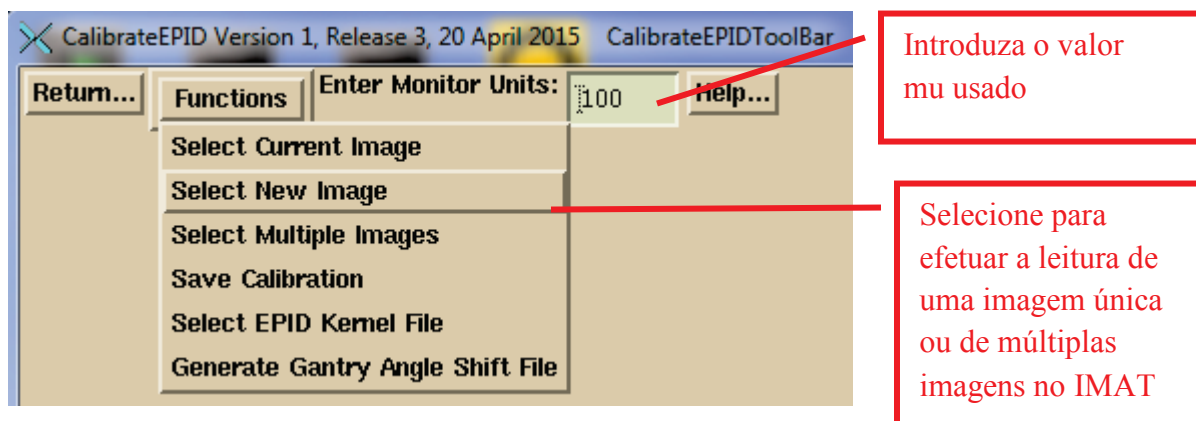 CalibrateEPID Version 1, Release 3, 20 April 2015 CalibrateEPIDToolBar
Return... Functions Enter Monitor Units: 100 Help...
Select Current Image
Select New Image
Select Multiple Images
Save Calibration
Select EPID Kernel File
Generate Gantry Angle Shift File
Introduza o valor
mu usado
Selecione para
efetuar a leitura de
uma imagem única
ou de múltiplas
imagens no IMAT